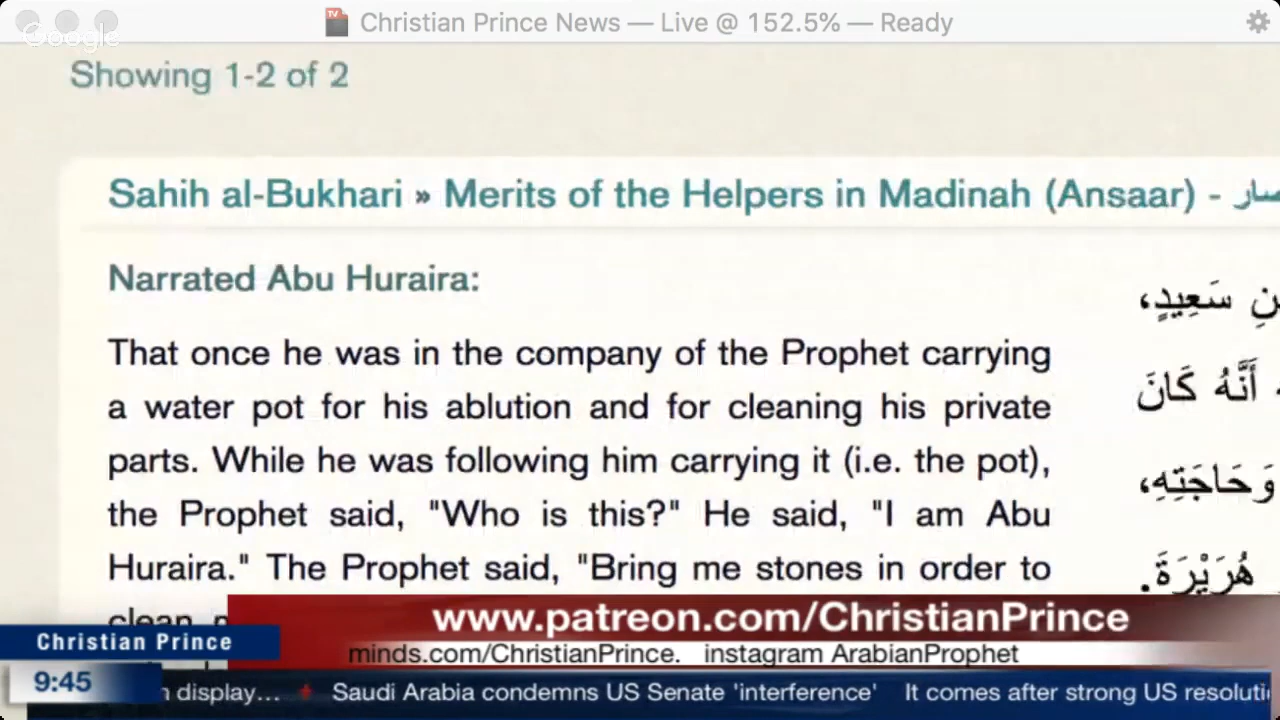 Christian Prince News — Live @ 152.5% — Ready
Google
Showing 1-2 of 2
Sahih al-Bukhari » Merits of the Helpers in Madinah (Ansaar) -
Narrated Abu Huraira:
That once he was in the company of the Prophet carrying
a water pot for his ablution and for cleaning his private
parts. While he was following him carrying it (i.e. the pot),
the Prophet said, "Who is this?" He said, "I am Abu
Huraira." The Prophet said, "Bring me stones in order to
clean
سَعِيدٍ،
أَنَّهُ كَانَ
وَحَاجَتِهِ،
هُرَيْرَةَ.
www.patreon.com/ChristianPrince
Christian Prince
minds.com/ChristianPrince. instagram ArabianProphet
9:45
display... Saudi Arabia condemns US Senate 'interference' It comes after strong US